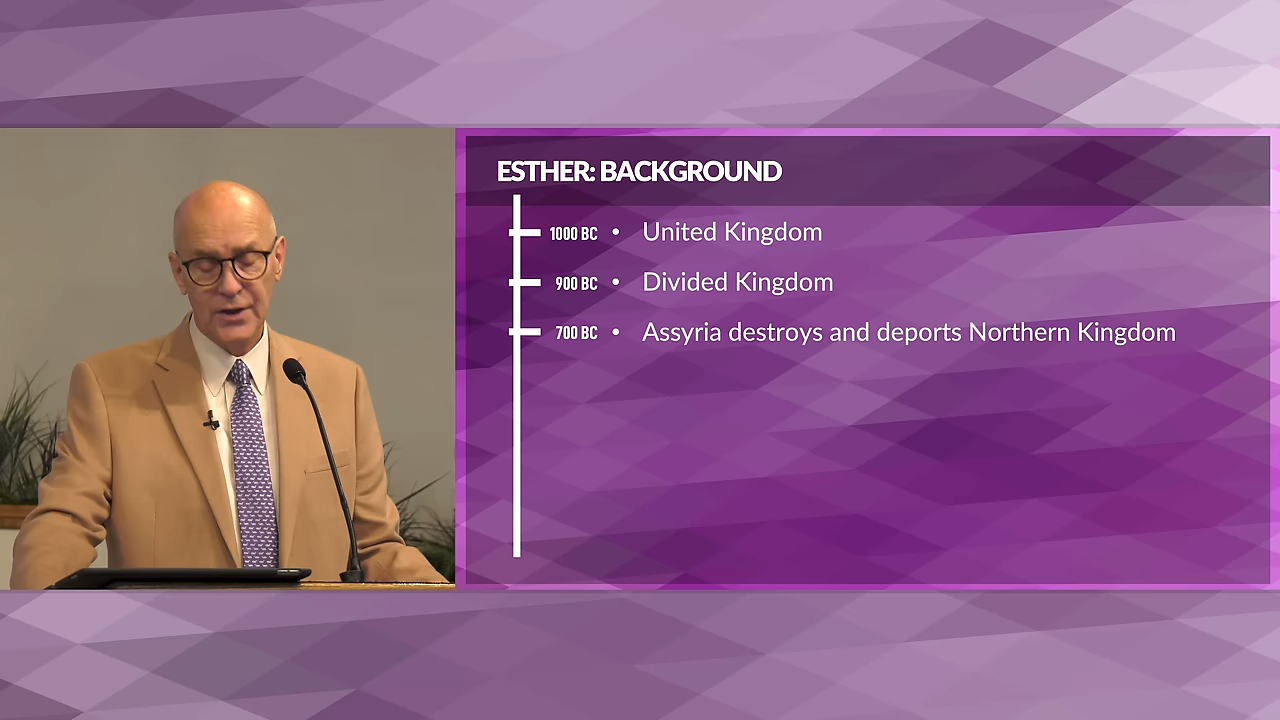 ESTHER: BACKGROUND
1000 BC • United Kingdom
900 BC • Divided Kingdom
700 BC • Assyria destroys and deports Northern Kingdom